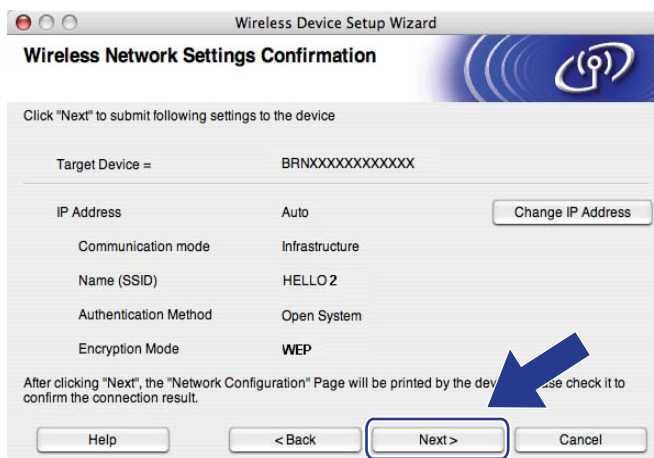 Wireless Device Setup Wizard
Wireless Network Settings Confirmation
Click "Next" to submit following settings to the device
Target Device = BRNXXXXXXXXXXXX
IP Address Auto Change IP Address
Communication mode Infrastructure
Name (SSID) HELLO 2
Authentication Method Open System
Encryption Mode WEP
After clicking "Next", the "Network Configuration" Page will be printed by the check it to
confirm the connection result.
Help < Back Next > Cancel